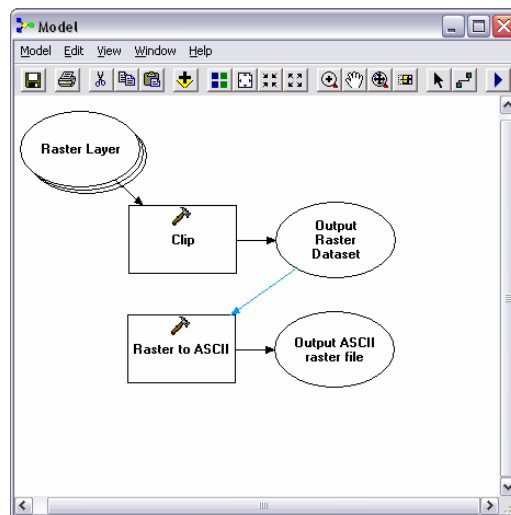 Model
Model Edit View Window Help
Raster Layer
Clip
Output
Raster
Dataset
Raster to ASCII
Output ASCII
raster file